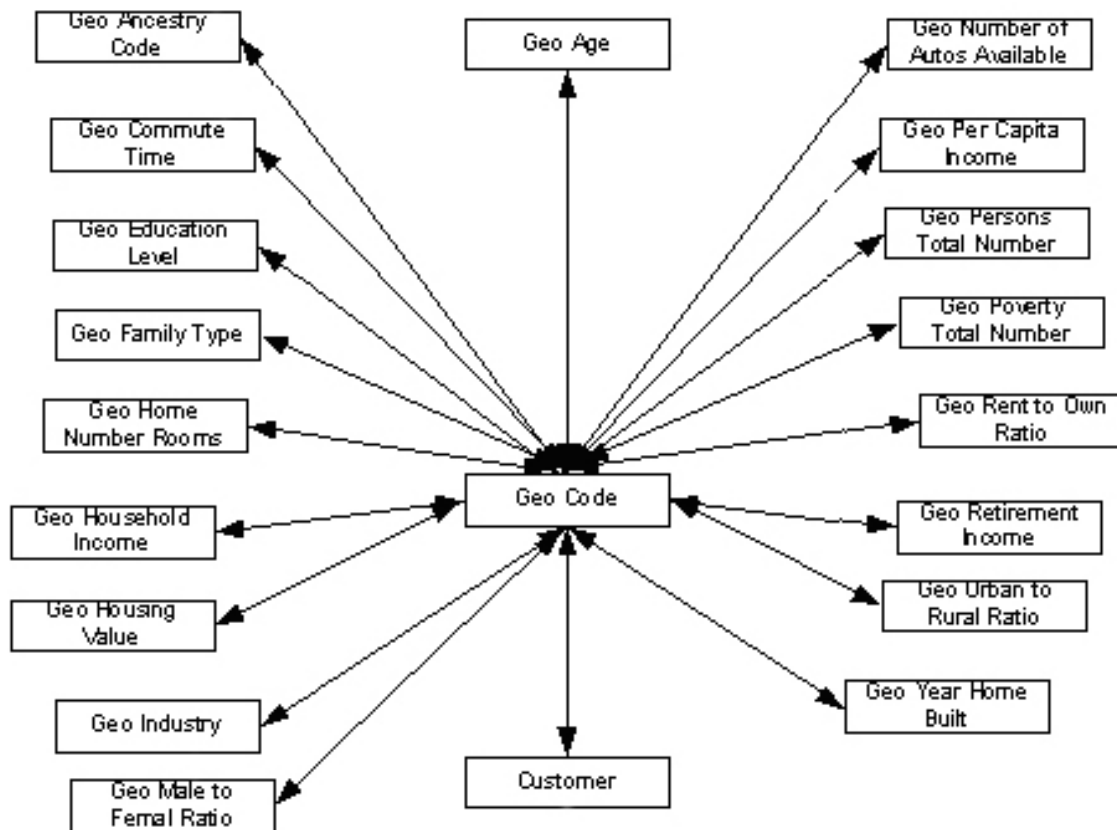 Geo Ancestry
Code
Geo Age
Geo Number of
Autos Available
Geo Commute
Time
Geo Per Capita
Income
Geo Education
Level
Geo Persons
Total Number
Geo Family Type
Geo Poverty
Total Number
Geo Home
Number Rooms
Geo Rent to Own
Ratio
Geo Code
Geo Household
Income
Geo Retirement
Income
Geo Housing
Value
Geo Urban to
Rural Ratio
Geo Industry
Geo Year Home
Built
Customer
Geo Male to
Femal Ratio